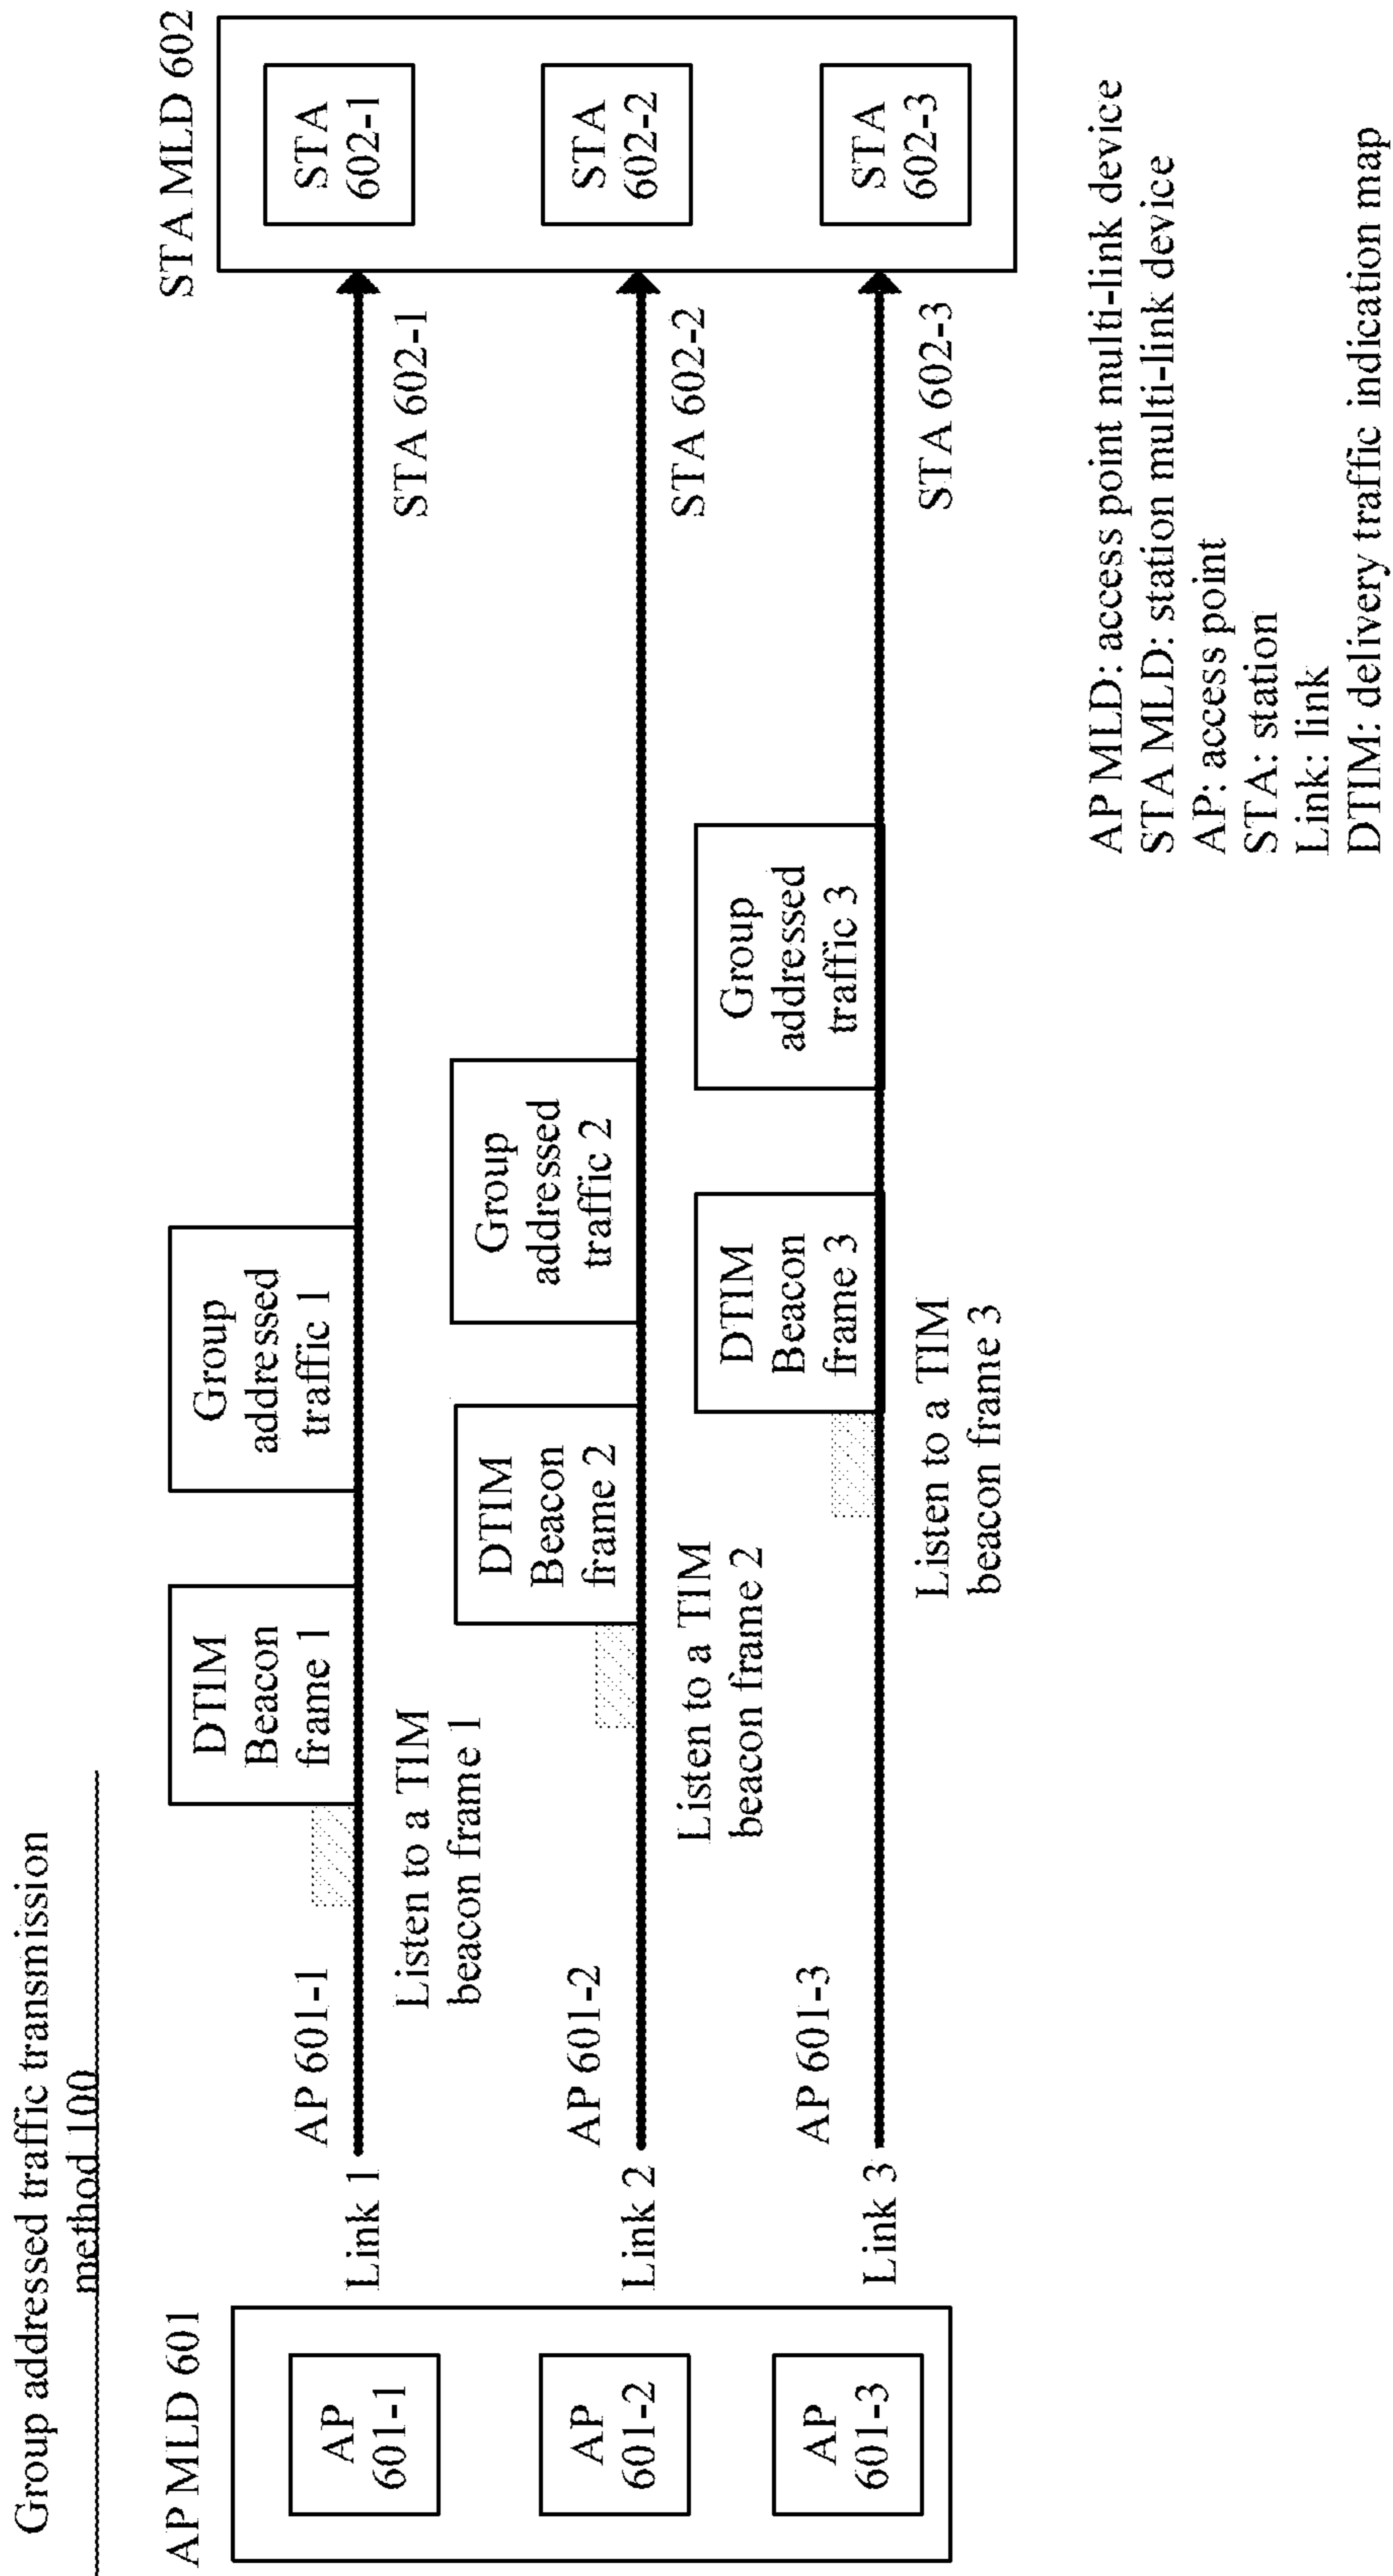 Group addressed traffic transmission
method 100
AP MLD 601
AP
601-1
AP
601-2
AP
601-3
Link 1
AP 601-1
Listen to a TIM
beacon frame 1
DTIM
Beacon
frame 1
Group
addressed
traffic 1
STA 602-1
Link 2
AP 601-2
Listen to a TIM
beacon frame 2
DTIM
Beacon
frame 2
Group
addressed
traffic 2
STA 602-2
Link 3
AP 601-3
Listen to a TIM
beacon frame 3
DTIM
Beacon
frame 3
Group
addressed
traffic 3
STA 602-3
STA MLD 602
STA
602-1
STA
602-2
STA
602-3
AP MLD: access point multi-link device
STA MLD: station multi-link device
AP: access point
STA: station
Link: link
DTIM: delivery traffic indication map